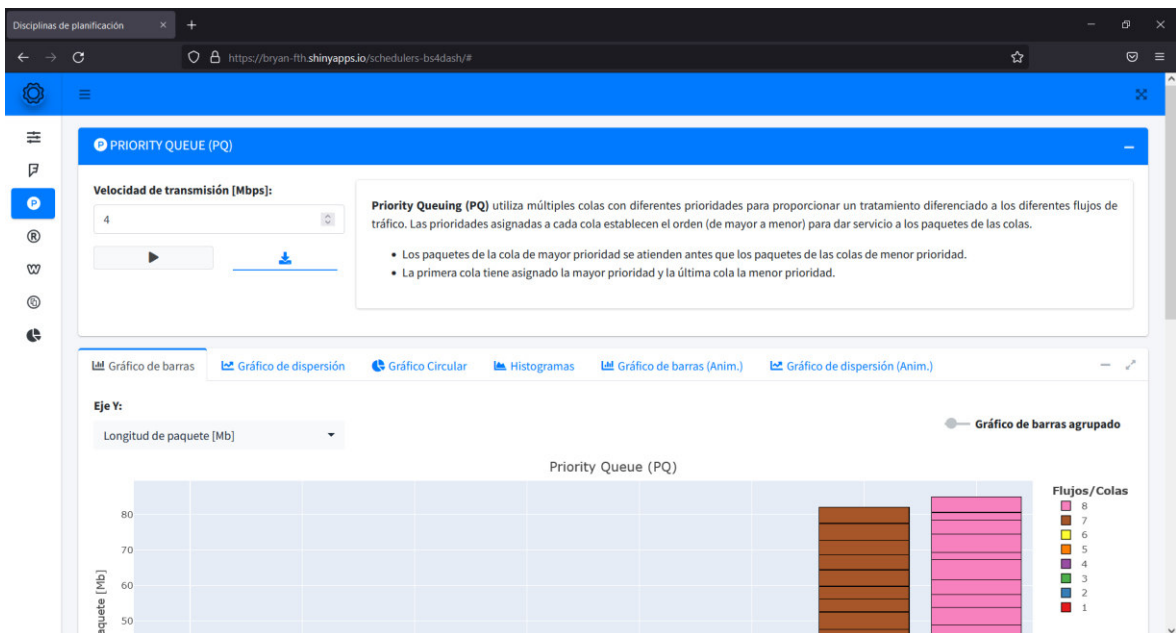 Disciplinas de planificación
https://bryan-fth.shinyapps.io/schedulers-bs4dash/#
PRIORITY QUEUE (PQ)
Velocidad de transmisión [Mbps]:
4
Priority Queuing (PQ) utiliza múltiples colas con diferentes prioridades para proporcionar un tratamiento diferenciado a los diferentes flujos de
tráfico. Las prioridades asignadas a cada cola establecen el orden (de mayor a menor) para dar servicio a los paquetes de las colas.
• Los paquetes de la cola de mayor prioridad se atienden antes que los paquetes de las colas de menor prioridad.
• La primera cola tiene asignado la mayor prioridad y la última cola la menor prioridad.
Gráfico de barras Gráfico de dispersión Gráfico Circular Histogramas Gráfico de barras (Anim.) Gráfico de dispersión (Anim.)
Eje Y:
Longitud de paquete [Mb]
Gráfico de barras agrupado
Priority Queue (PQ)
80
70
60
50
aquete [Mb]
Flujos/Colas
8
7
6
5
4
3
2
1